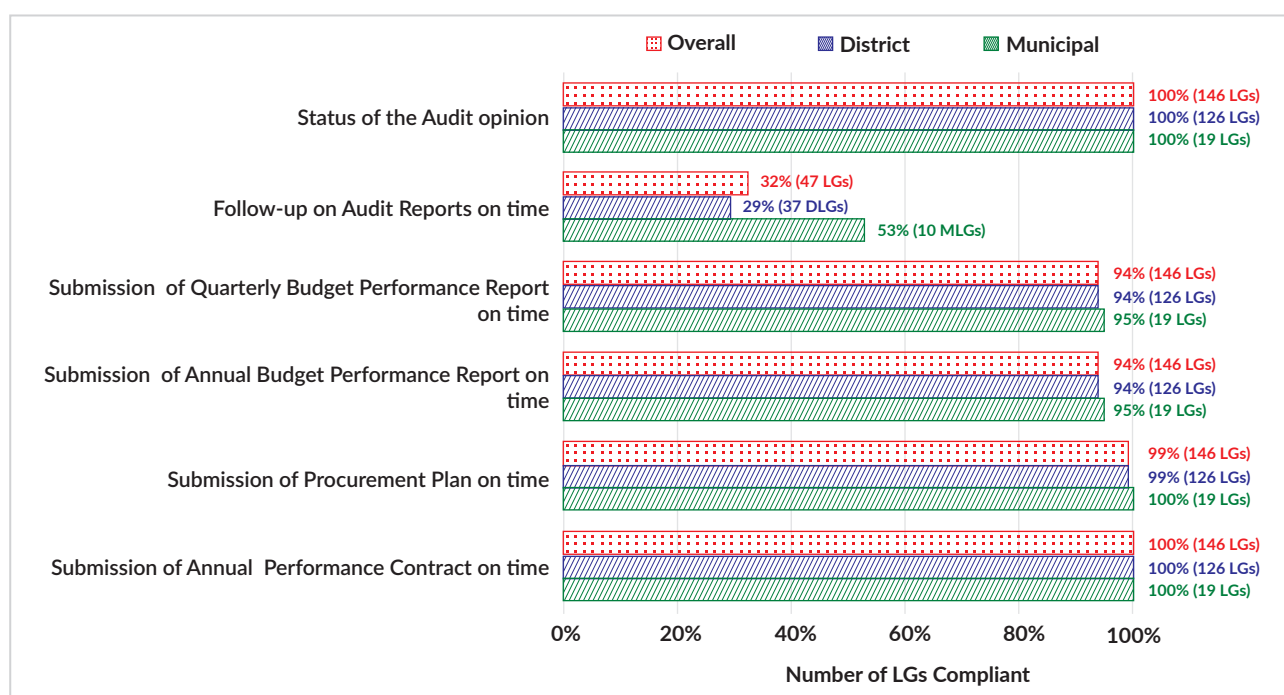 Overall District Municipal
Status of the Audit opinion
100% (146 LGs)
100% (126 LGs)
100% (19 LGs)
Follow-up on Audit Reports on time
32% (47 LGs)
29% (37 DLGs)
53% (10 MLGs)
Submission of Quarterly Budget Performance Report
on time
94% (146 LGs)
94% (126 LGs)
95% (19 LGs)
Submission of Annual Budget Performance Report on
time
94% (146 LGs)
94% (126 LGs)
95% (19 LGs)
Submission of Procurement Plan on time
99% (146 LGs)
99% (126 LGs)
100% (19 LGs)
Submission of Annual Performance Contract on time
100% (146 LGs)
100% (126 LGs)
100% (19 LGs)
0% 20% 40% 60% 80% 100%
Number of LGs Compliant